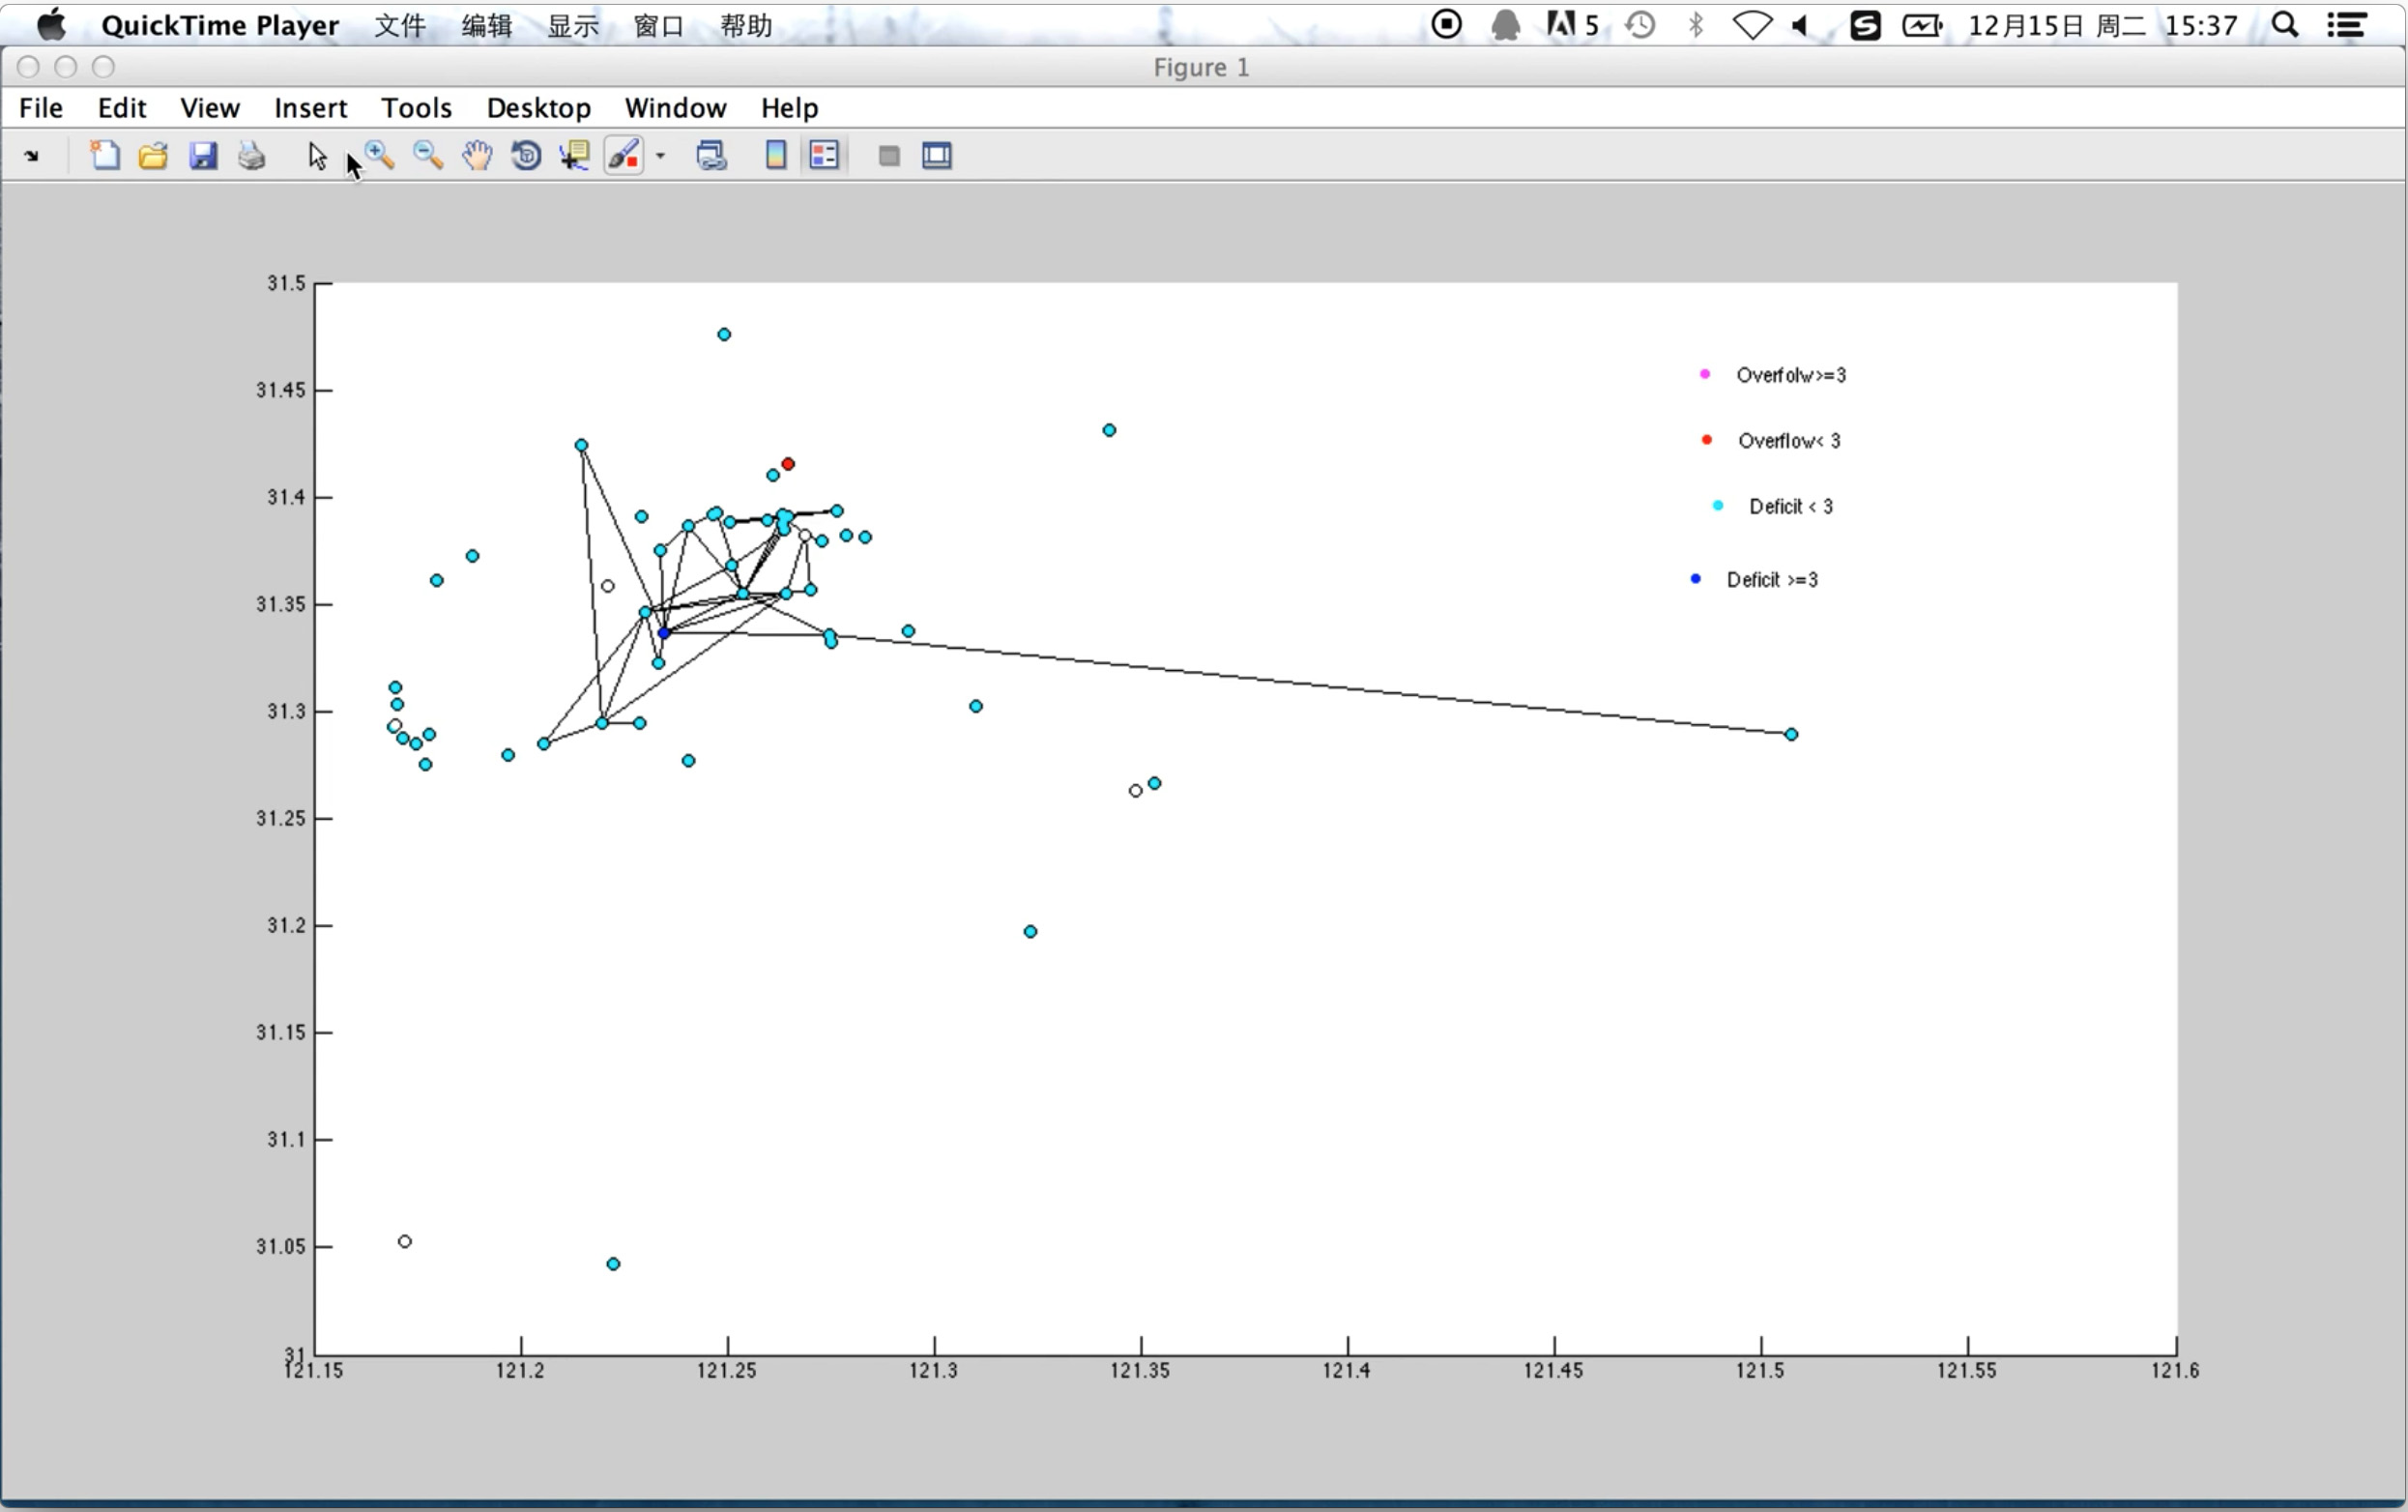 QuickTime Player 文件 编辑 显示 窗口 帮助 5 12月15日 周二 15:37
Figure 1
File Edit View Insert Tools Desktop Window Help
31.5
31.45
31.4
31.35
31.3
31.25
31.2
31.15
31.1
31.05
31
Overfolw>=3
Overflow< 3
Deficit < 3
Deficit >=3
121.15 121.2 121.25 121.3 121.35 121.4 121.45 121.5 121.55 121.6